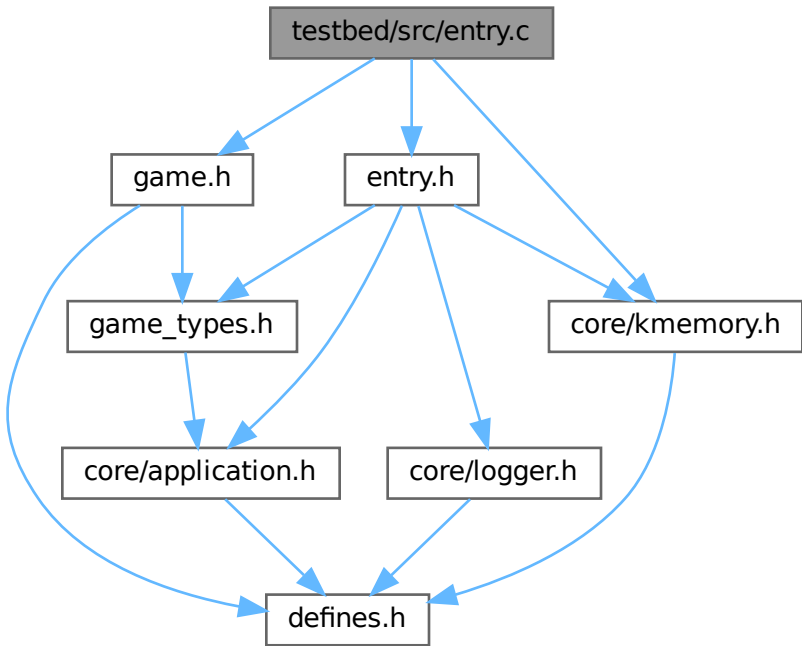 testbed/src/entry.c
game.h
entry.h
game_types.h
core/kmemory.h
core/application.h
core/logger.h
defines.h